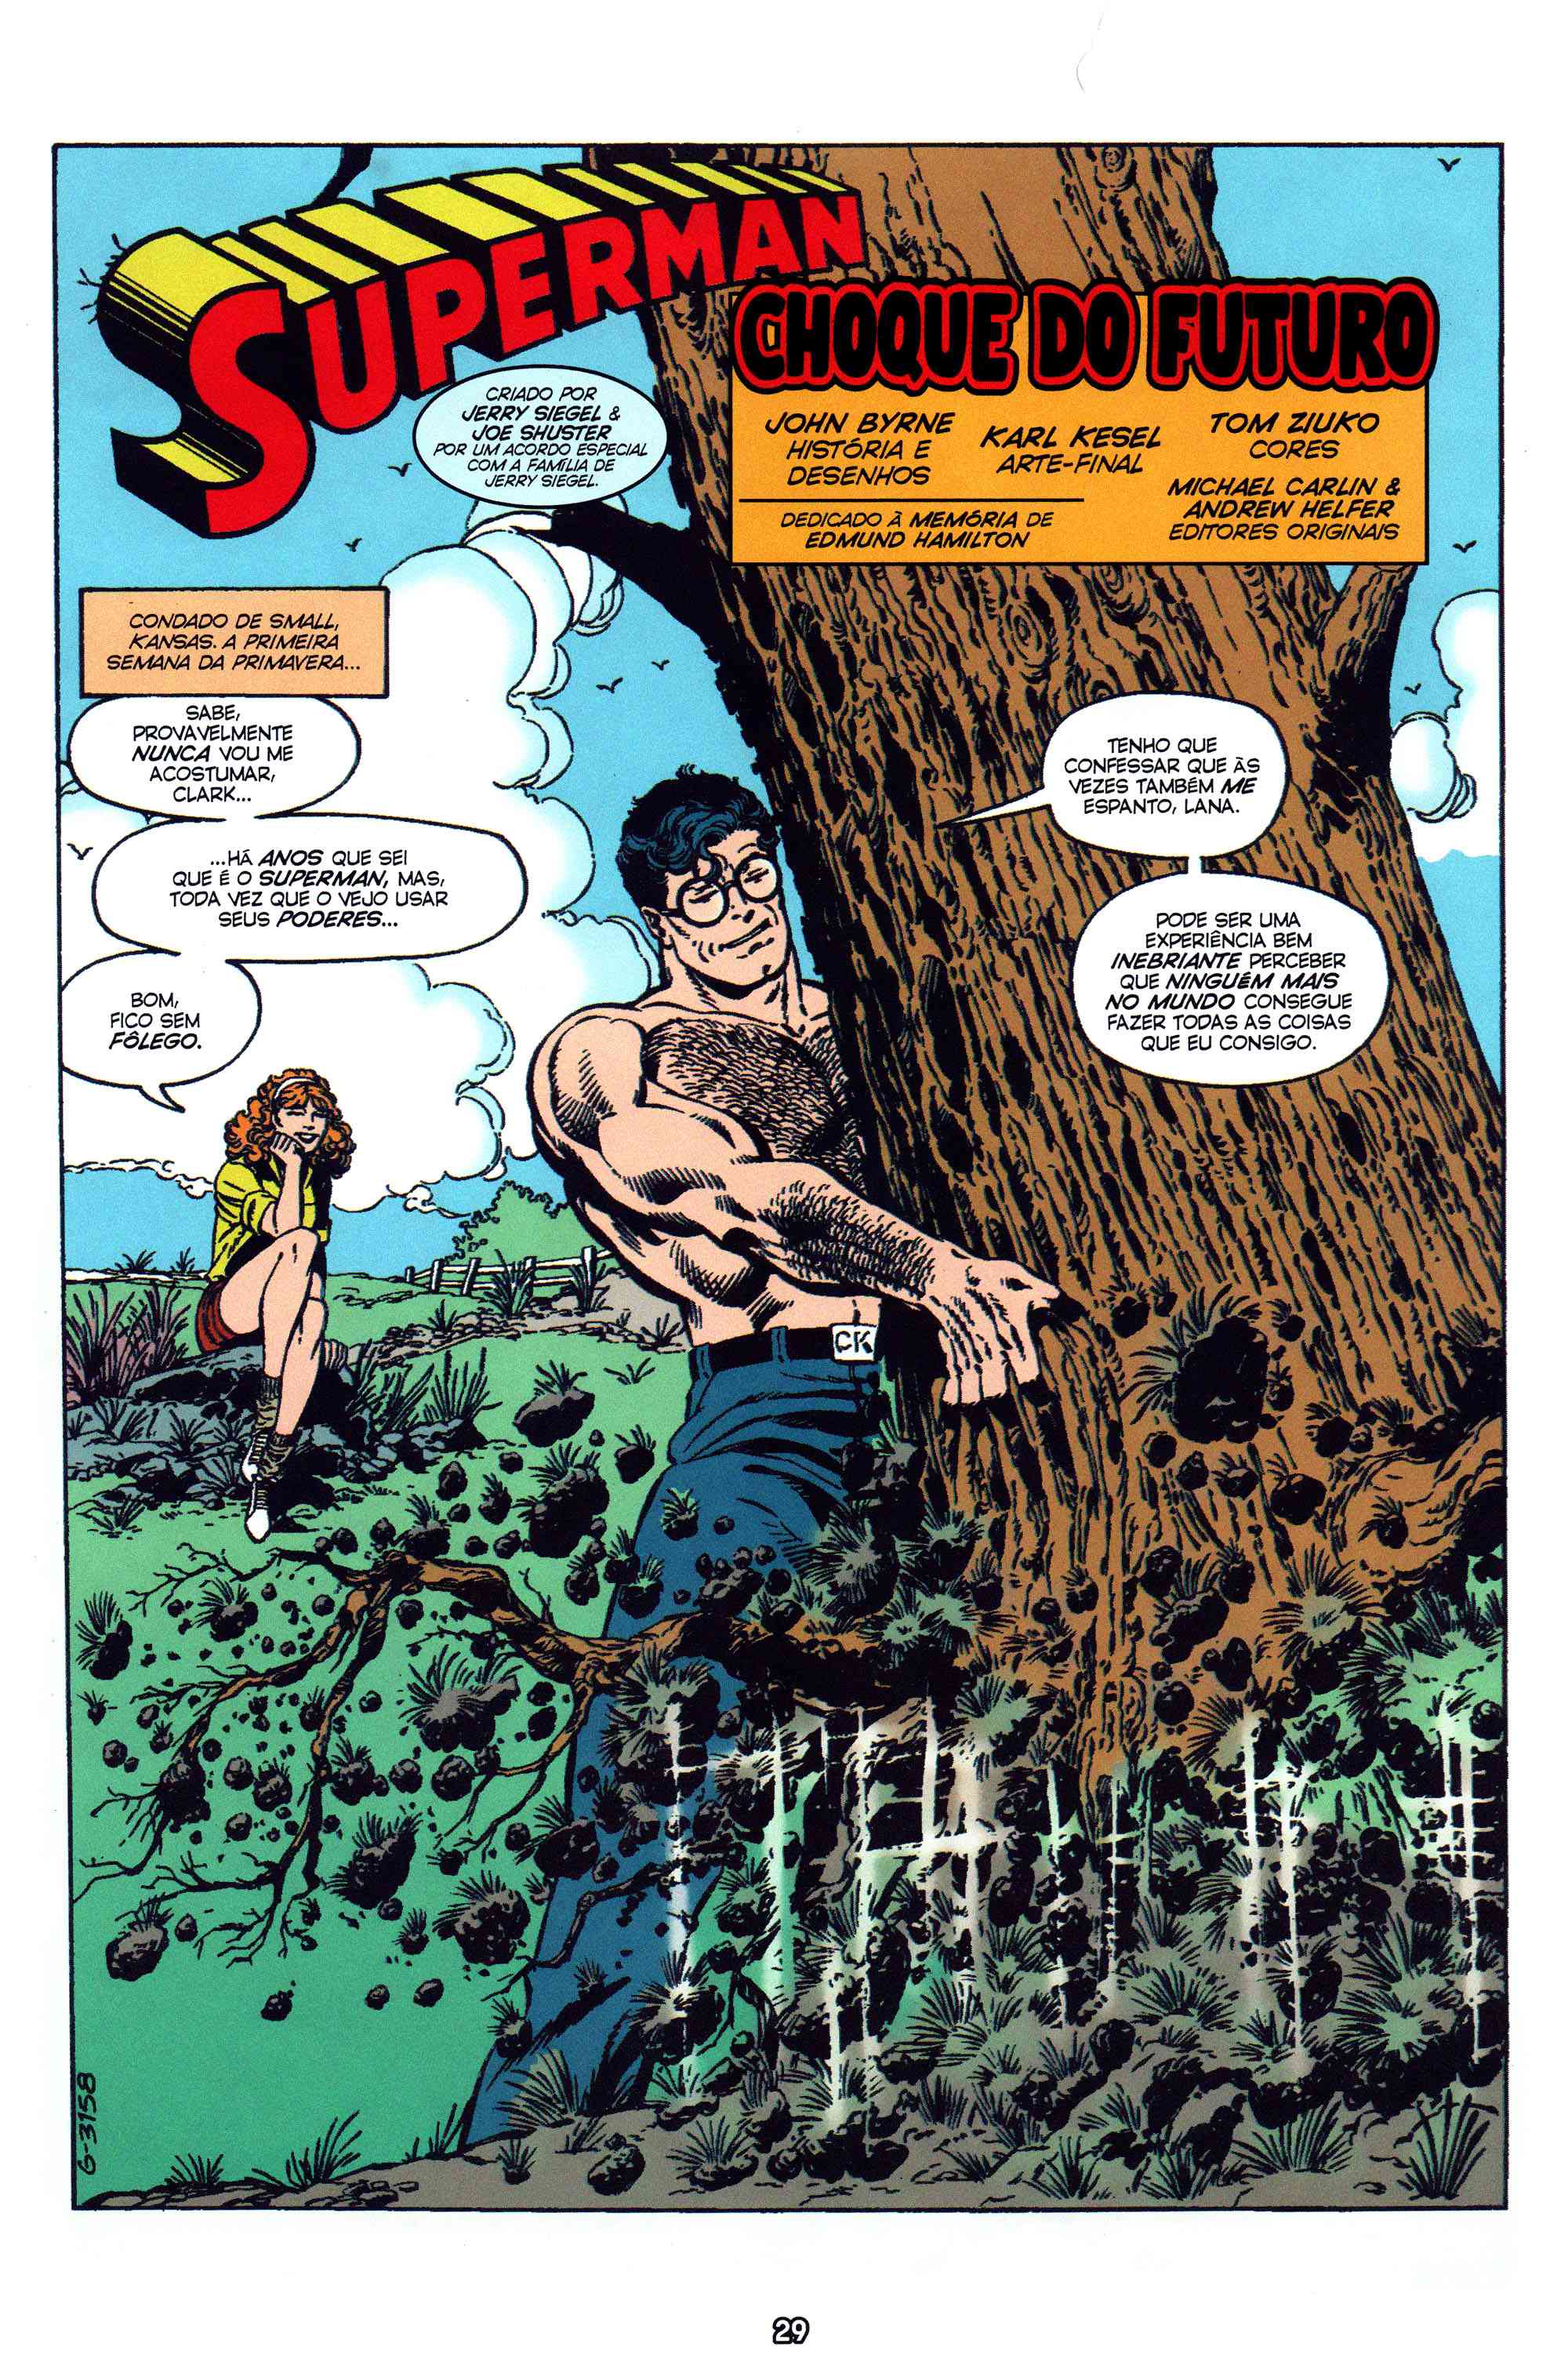 SUPERMAN
CHOQUE DO FUTURO
CRIADO POR
JERRY SIEGEL &
JOE SHUSTER
POR UM ACORDO ESPECIAL
COM A FAMÍLIA DE
JERRY SIEGEL.
JOHN BYRNE
HISTÓRIA E
DESENHOS
KARL KESEL
ARTE-FINAL
TOM ZIUKO
CORES
MICHAEL CARLIN &
ANDREW HELFER
EDITORES ORIGINAIS
DEDICADO À MEMÓRIA DE
EDMUND HAMILTON
CONDADO DE SMALL,
KANSAS. A PRIMEIRA
SEMANA DA PRIMAVERA...
SABE,
PROVAVELMENTE
NUNCA VOU ME
ACOSTUMAR,
CLARK...
...HÁ ANOS QUE SEI
QUE É O SUPERMAN, MAS,
TODA VEZ QUE O VEJO USAR
SEUS PODERES...
BOM,
FICO SEM
FÔLEGO.
TENHO QUE
CONFESSAR QUE ÀS
VEZES TAMBÉM ME
ESPANTO, LANA.
PODE SER UMA
EXPERIÊNCIA BEM
INEBRIANTE PERCEBER
QUE NINGUÉM MAIS
NO MUNDO CONSEGUE
FAZER TODAS AS COISAS
QUE EU CONSIGO.
CK
G-3158
29